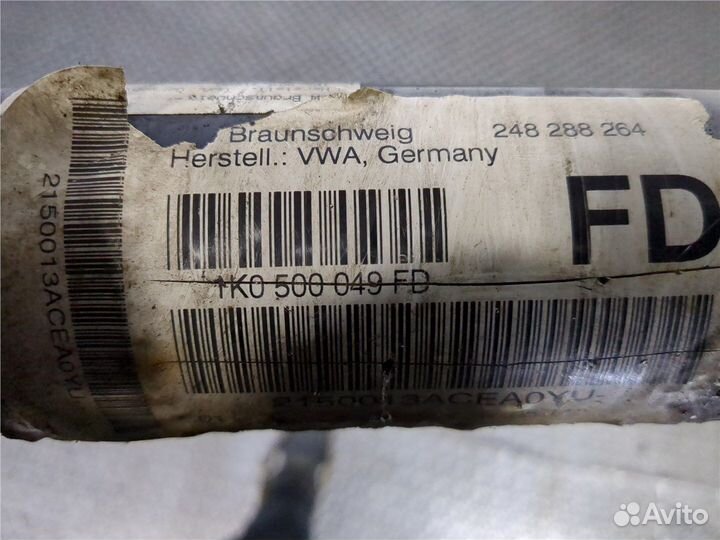 Braunschweig 248 288 264
Herstell.: VWA, Germany
FD
1K0 500 049 FD
2150013ACEA0YU
2150013ACEA0YU
Avito